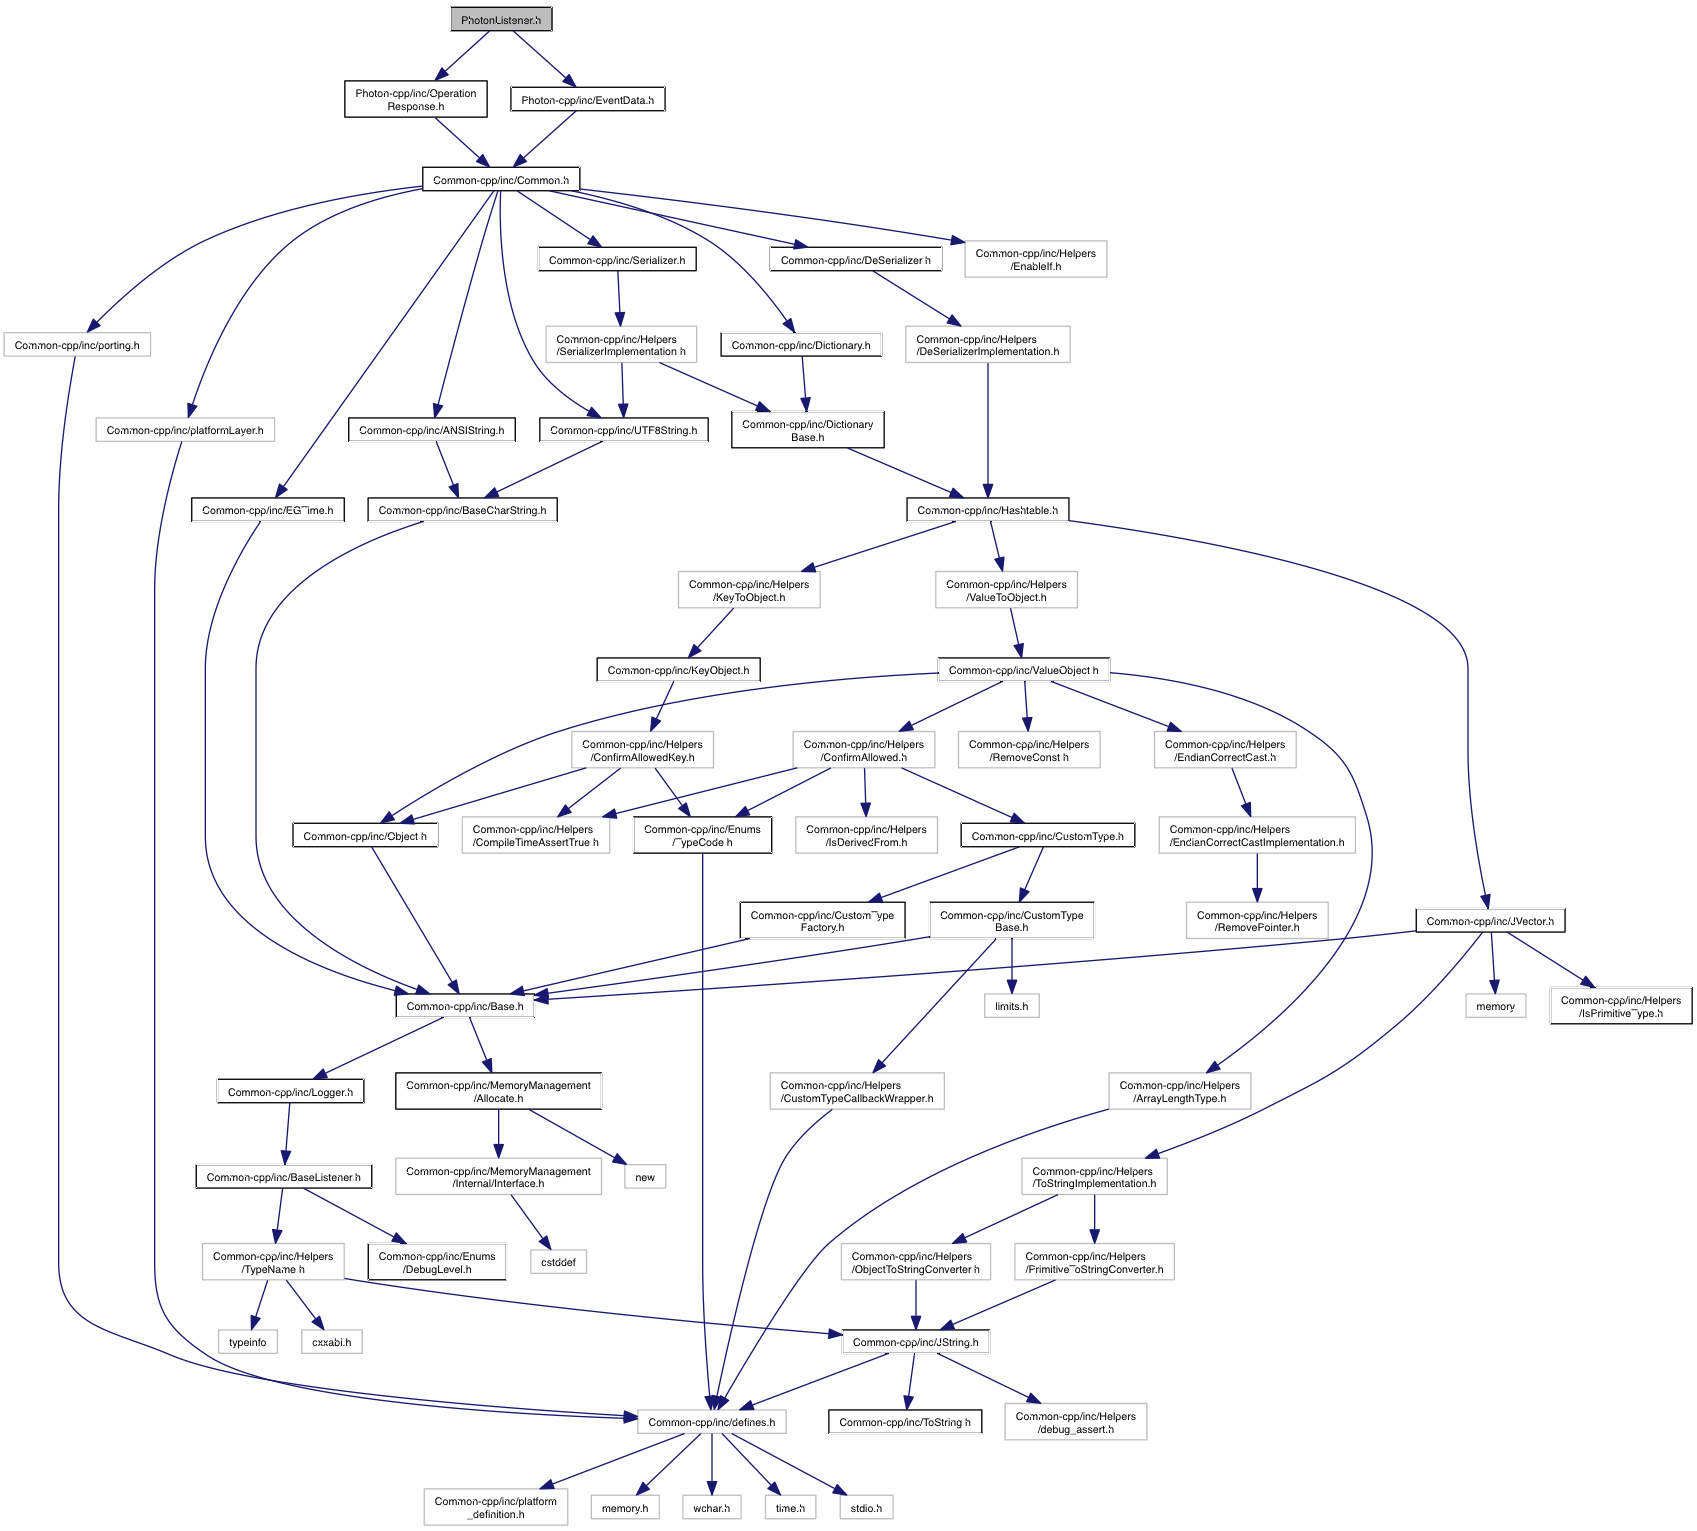 PhotonListener.h
Photon-cpp/inc/Operation
Response.h
Photon-cpp/inc/EventData.h
Common-cpp/inc/Common.h
Common-cpp/inc/Serializer.h
Common-cpp/inc/DeSerializer.h
Common-cpp/inc/Helpers
/EnableIf.h
Common-cpp/inc/porting.h
Common-cpp/inc/Helpers
/SerializerImplementation.h
Common-cpp/inc/Dictionary.h
Common-cpp/inc/Helpers
/DeSerializerImplementation.h
Common-cpp/inc/platformLayer.h
Common-cpp/inc/ANSIString.h
Common-cpp/inc/UTF8String.h
Common-cpp/inc/Dictionary
Base.h
Common-cpp/inc/EGTime.h
Common-cpp/inc/BaseCharString.h
Common-cpp/inc/Hashtable.h
Common-cpp/inc/Helpers
/KeyToObject.h
Common-cpp/inc/Helpers
/ValueToObject.h
Common-cpp/inc/KeyObject.h
Common-cpp/inc/ValueObject.h
Common-cpp/inc/Helpers
/ConfirmAllowedKey.h
Common-cpp/inc/Helpers
/ConfirmAllowed.h
Common-cpp/inc/Helpers
/RemoveConst.h
Common-cpp/inc/Helpers
/EndianCorrectCast.h
Common-cpp/inc/Object.h
Common-cpp/inc/Helpers
/CompileTimeAssertTrue.h
Common-cpp/inc/Enums
/TypeCode.h
Common-cpp/inc/Helpers
/IsDerivedFrom.h
Common-cpp/inc/CustomType.h
Common-cpp/inc/Helpers
/EndianCorrectCastImplementation.h
Common-cpp/inc/CustomType
Factory.h
Common-cpp/inc/CustomType
Base.h
Common-cpp/inc/Helpers
/RemovePointer.h
Common-cpp/inc/JVector.h
Common-cpp/inc/Base.h
limits.h
memory
Common-cpp/inc/Helpers
/IsPrimitiveType.h
Common-cpp/inc/Logger.h
Common-cpp/inc/MemoryManagement
/Allocate.h
Common-cpp/inc/Helpers
/CustomTypeCallbackWrapper.h
Common-cpp/inc/Helpers
/ArrayLengthType.h
Common-cpp/inc/BaseListener.h
Common-cpp/inc/MemoryManagement
/Internal/Interface.h
new
Common-cpp/inc/Helpers
/ToStringImplementation.h
Common-cpp/inc/Helpers
/TypeName.h
Common-cpp/inc/Enums
/DebugLevel.h
cstddef
Common-cpp/inc/Helpers
/ObjectToStringConverter.h
Common-cpp/inc/Helpers
/PrimitiveToStringConverter.h
typeinfo
cxxabi.h
Common-cpp/inc/JString.h
Common-cpp/inc/defines.h
Common-cpp/inc/ToString.h
Common-cpp/inc/Helpers
/debug_assert.h
Common-cpp/inc/platform
_definition.h
memory.h
wchar.h
time.h
stdio.h